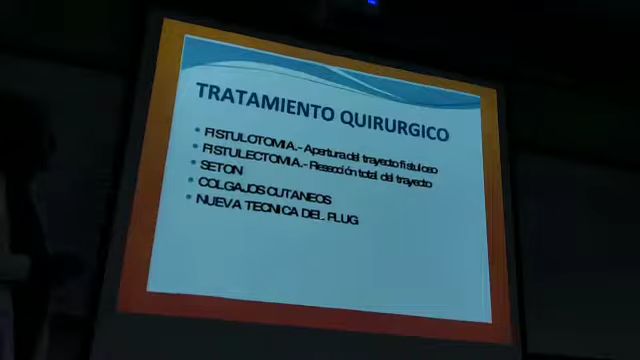 TRATAMIENTO QUIRURGICO
FISTULOTOMIA.- Apertura del trayecto fistuloso
FISTULECTOMIA.- Resección total del trayecto
SETON
COLGAJOS CUTANEOS
NUEVA TECNICA DEL PLUG